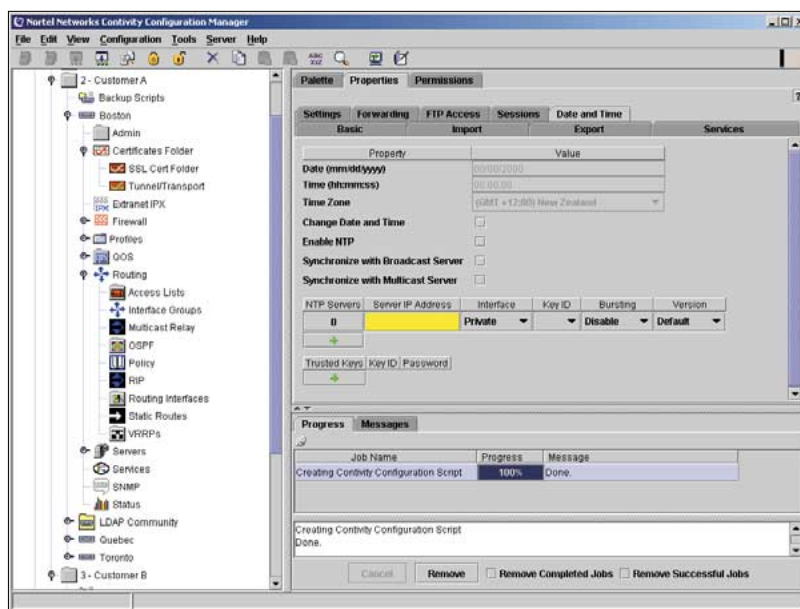 Nortel Networks Contivity Configuration Manager
File Edit View Configuration Tools Server Help
ABC
XYZ
2 - Customer A
Backup Scripts
Boston
Admin
Certificates Folder
SSL Cert Folder
Tunnel/Transport
IPX
Extranet IPX
Firewall
Profiles
QOS
Routing
Access Lists
Interface Groups
Multicast Relay
OSPF
Policy
RIP
Routing Interfaces
Static Routes
VRRPs
Servers
Services
SNMP
Status
LDAP Community
Quebec
Toronto
3 - Customer B
Palette Properties Permissions
?
Settings Forwarding FTP Access Sessions Date and Time
Basic Import Export Services
Property Value
Date (mm/dd/yyyy) 00/00/2000
Time (hh:mm:ss) 00:00:00
Time Zone (GMT +12:00) New Zealand
Change Date and Time
Enable NTP
Synchronize with Broadcast Server
Synchronize with Multicast Server
NTP Servers Server IP Address Interface Key ID Bursting Version
0 Private Disable Default
Trusted Keys Key ID Password
Progress Messages
Job Name Progress Message
Creating Contivity Configuration Script 100% Done.
Creating Contivity Configuration Script
Done.
Cancel Remove Remove Completed Jobs Remove Successful Jobs